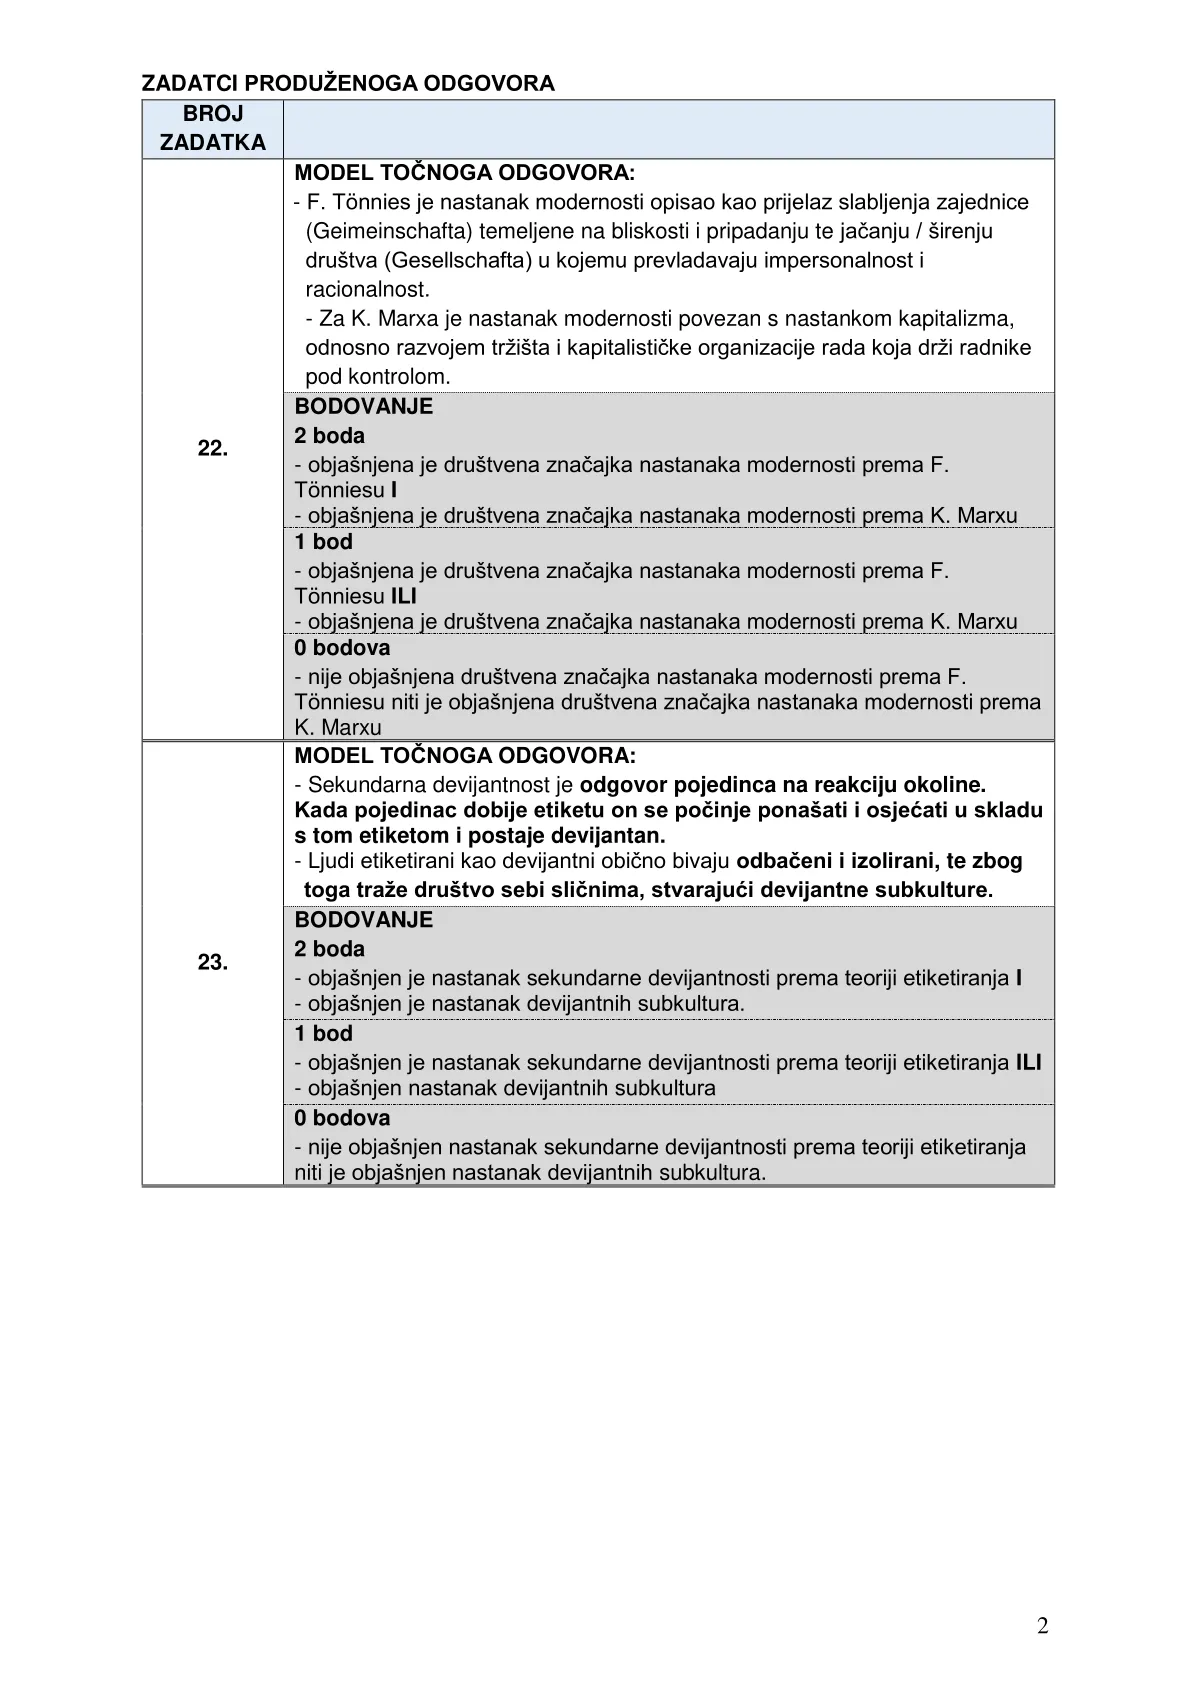 ZADATCI PRODUŽENOGA ODGOVORA
BROJ
ZADATKA
MODEL TOČNOGA ODGOVORA:
- F. Tönnies je nastanak modernosti opisao kao prijelaz slabljenja zajednice
(Geimeinschafta) temeljene na bliskosti i pripadanju te jačanju / širenju
društva (Gesellschafta) u kojemu prevladavaju impersonalnost i
racionalnost.
- Za K. Marxa je nastanak modernosti povezan s nastankom kapitalizma,
odnosno razvojem tržišta i kapitalističke organizacije rada koja drži radnike
pod kontrolom.
22.
BODOVANJE
2 boda
- objašnjena je društvena značajka nastanaka modernosti prema F.
Tönniesu I
- objašnjena je društvena značajka nastanaka modernosti prema K. Marxu
1 bod
- objašnjena je društvena značajka nastanaka modernosti prema F.
Tönniesu ILI
- objašnjena je društvena značajka nastanaka modernosti prema K. Marxu
0 bodova
- nije objašnjena društvena značajka nastanaka modernosti prema F.
Tönniesu niti je objašnjena društvena značajka nastanaka modernosti prema
K. Marxu
MODEL TOČNOGA ODGOVORA:
- Sekundarna devijantnost je odgovor pojedinca na reakciju okoline.
Kada pojedinac dobije etiketu on se počinje ponašati i osjećati u skladu
s tom etiketom i postaje devijantan.
- Ljudi etiketirani kao devijantni obično bivaju odbačeni i izolirani, te zbog
toga traže društvo sebi sličnima, stvarajući devijantne subkulture.
23.
BODOVANJE
2 boda
- objašnjen je nastanak sekundarne devijantnosti prema teoriji etiketiranja I
- objašnjen je nastanak devijantnih subkultura.
1 bod
- objašnjen je nastanak sekundarne devijantnosti prema teoriji etiketiranja ILI
- objašnjen nastanak devijantnih subkultura
0 bodova
- nije objašnjen nastanak sekundarne devijantnosti prema teoriji etiketiranja
niti je objašnjen nastanak devijantnih subkultura.
2